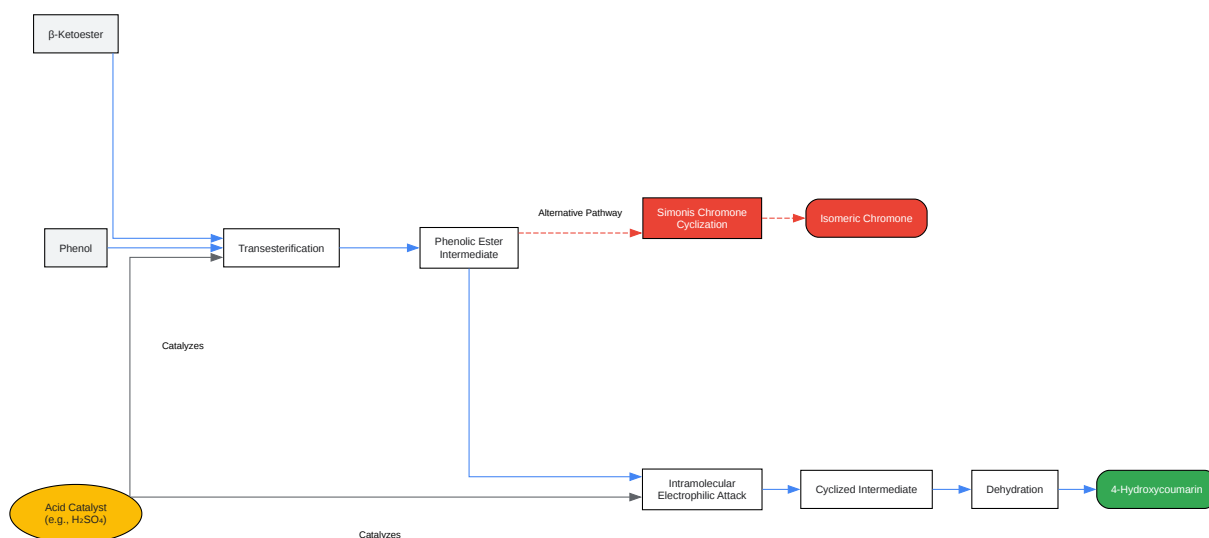 β-Ketoester
Alternative Pathway
Simonis Chromone
Cyclization
Isomeric Chromone
Phenol
Transesterification
Phenolic Ester
Intermediate
Catalyzes
Acid Catalyst
(e.g., H₂SO₄)
Intramolecular
Electrophilic Attack
Cyclized Intermediate
Dehydration
4-Hydroxycoumarin
Catalyzes